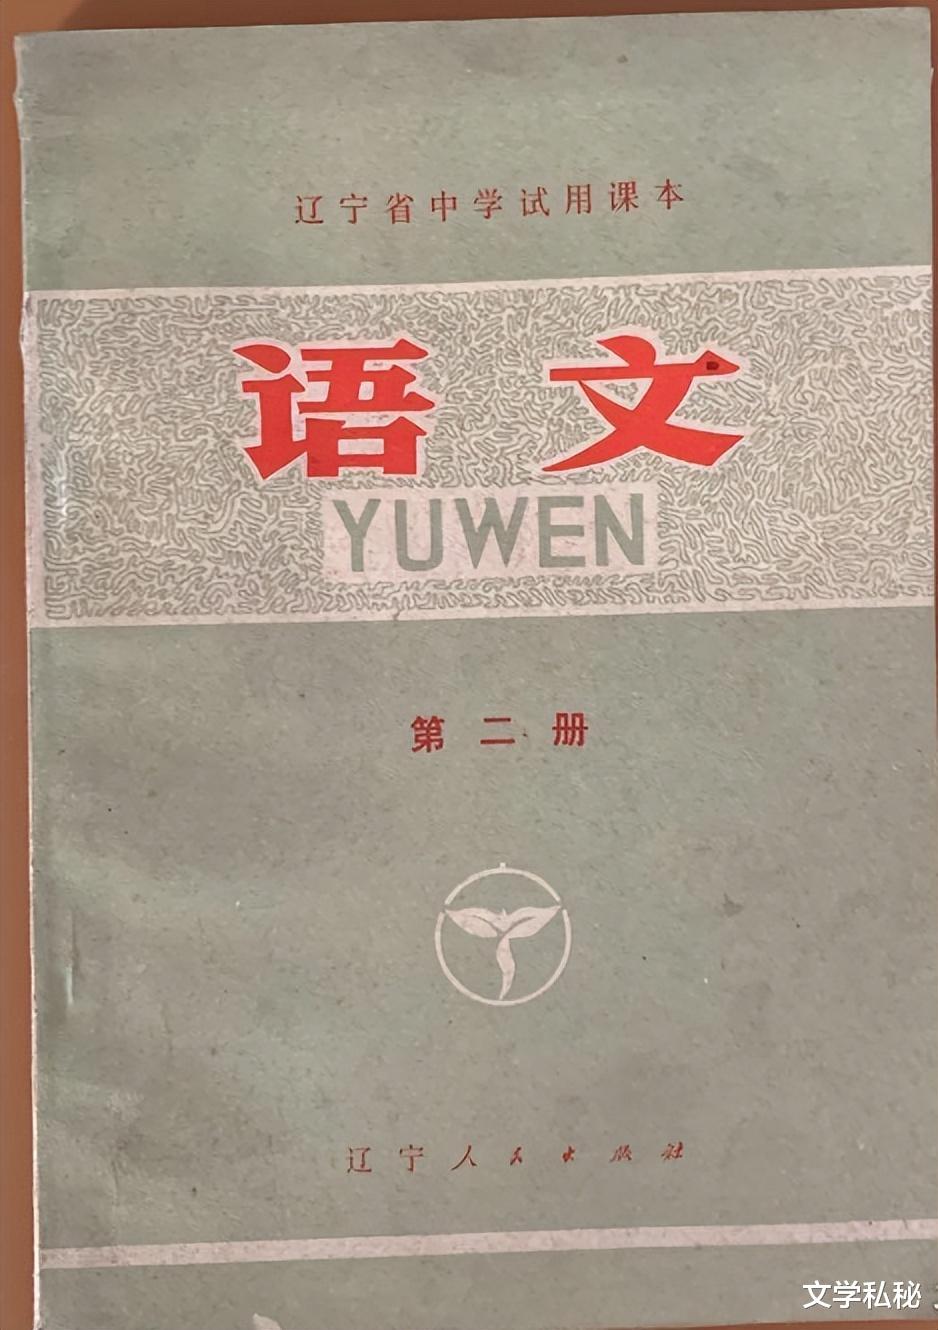 辽宁省中学试用课本
语文
YUWEN
第二册
辽宁人民出版社
文学私秘